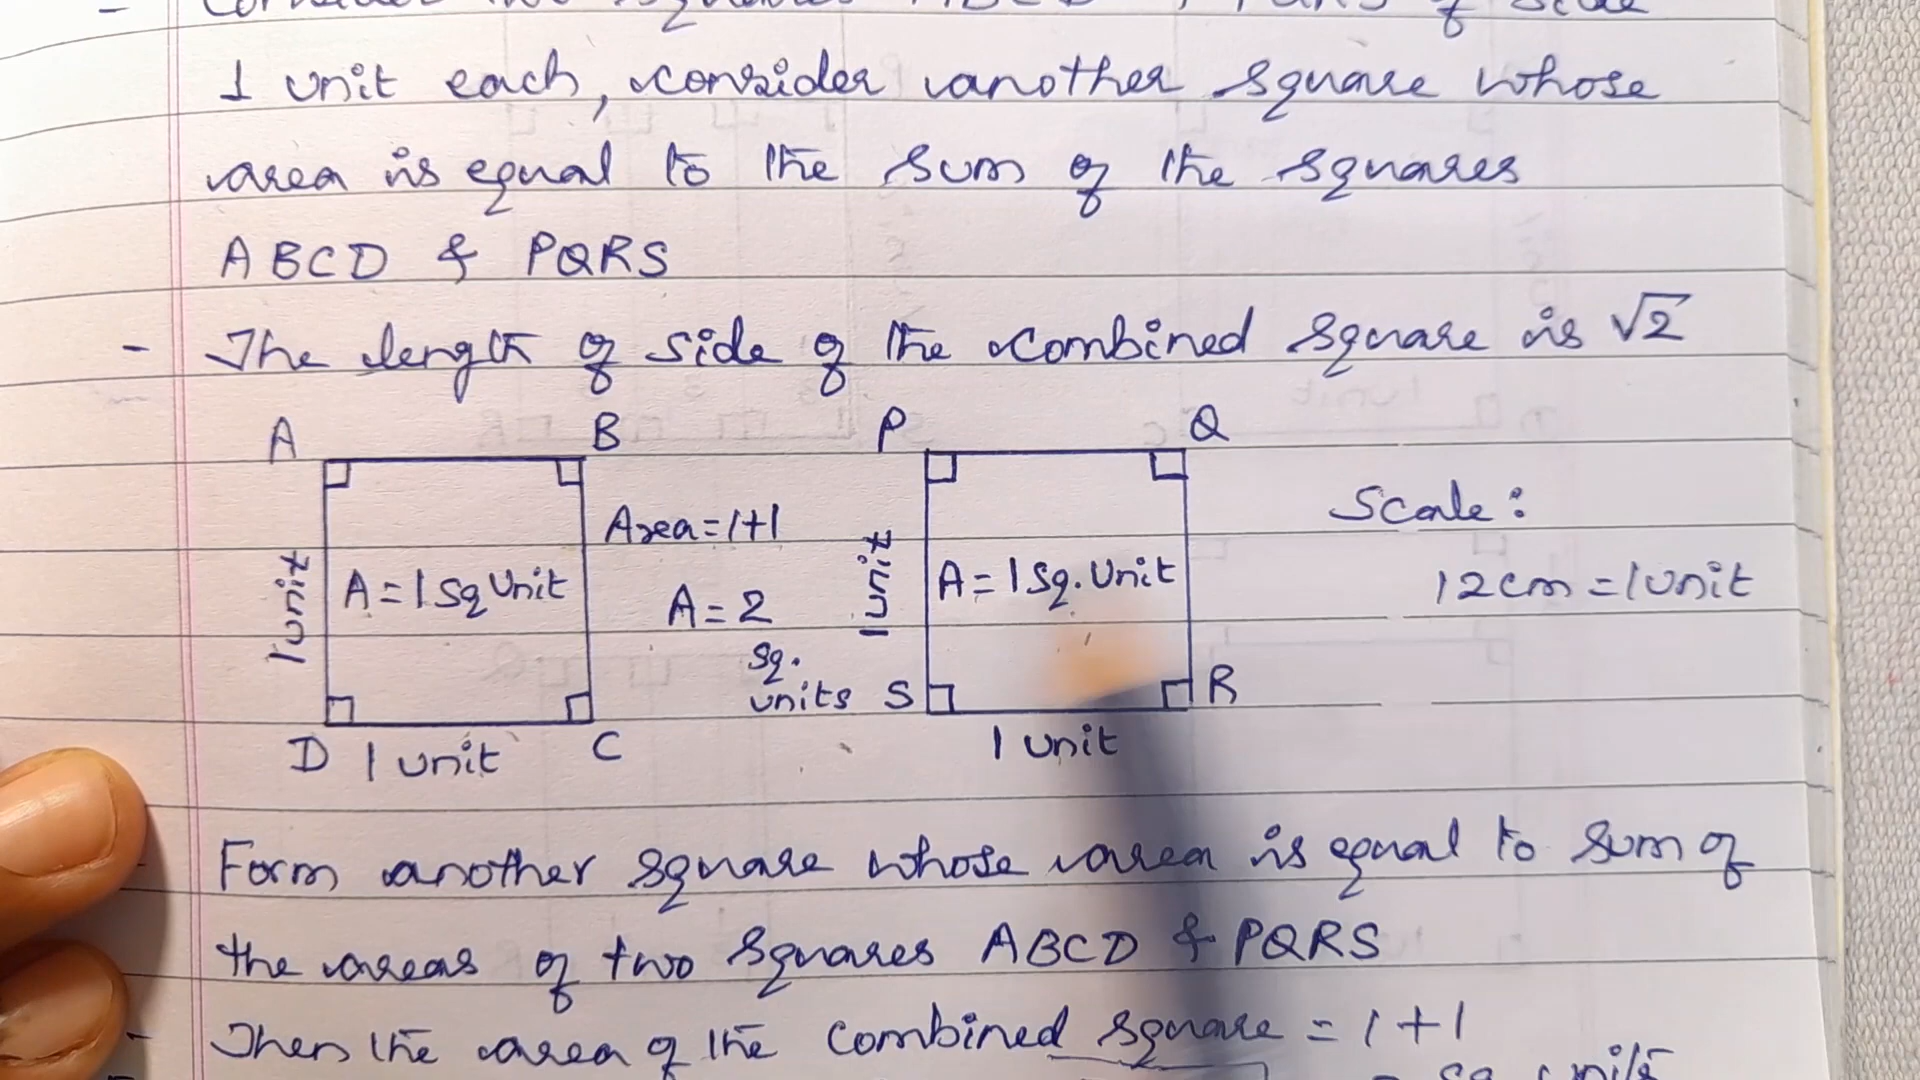 1 unit each, consider another square whose
area is equal to the sum of the squares
ABCD & PQRS
- The length of side of the combined square is √2
A B P Q
Scale:
Area = 1+1
1 unit A = 1 Sq Unit A = 2 1 unit A = 1 Sq. Unit 12cm = 1 unit
sq.
units S R
D 1 unit C 1 unit
- Form another square whose area is equal to sum of
the areas of two squares ABCD & PQRS
- Then the area of the combined square = 1+1
sq units